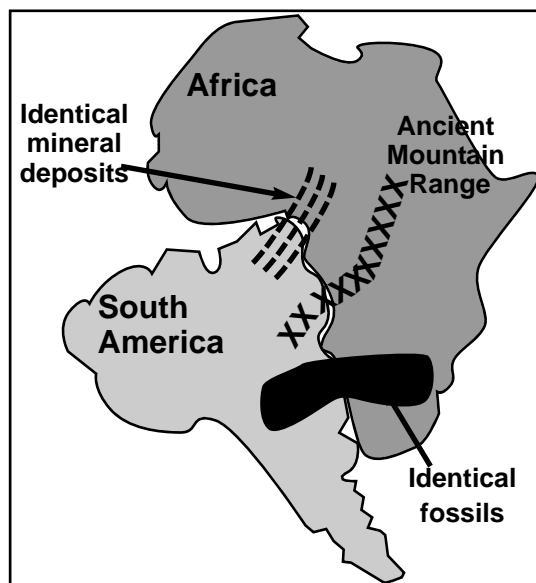 Africa
Identical
mineral
deposits
Ancient
Mountain
Range
South
America
Identical
fossils